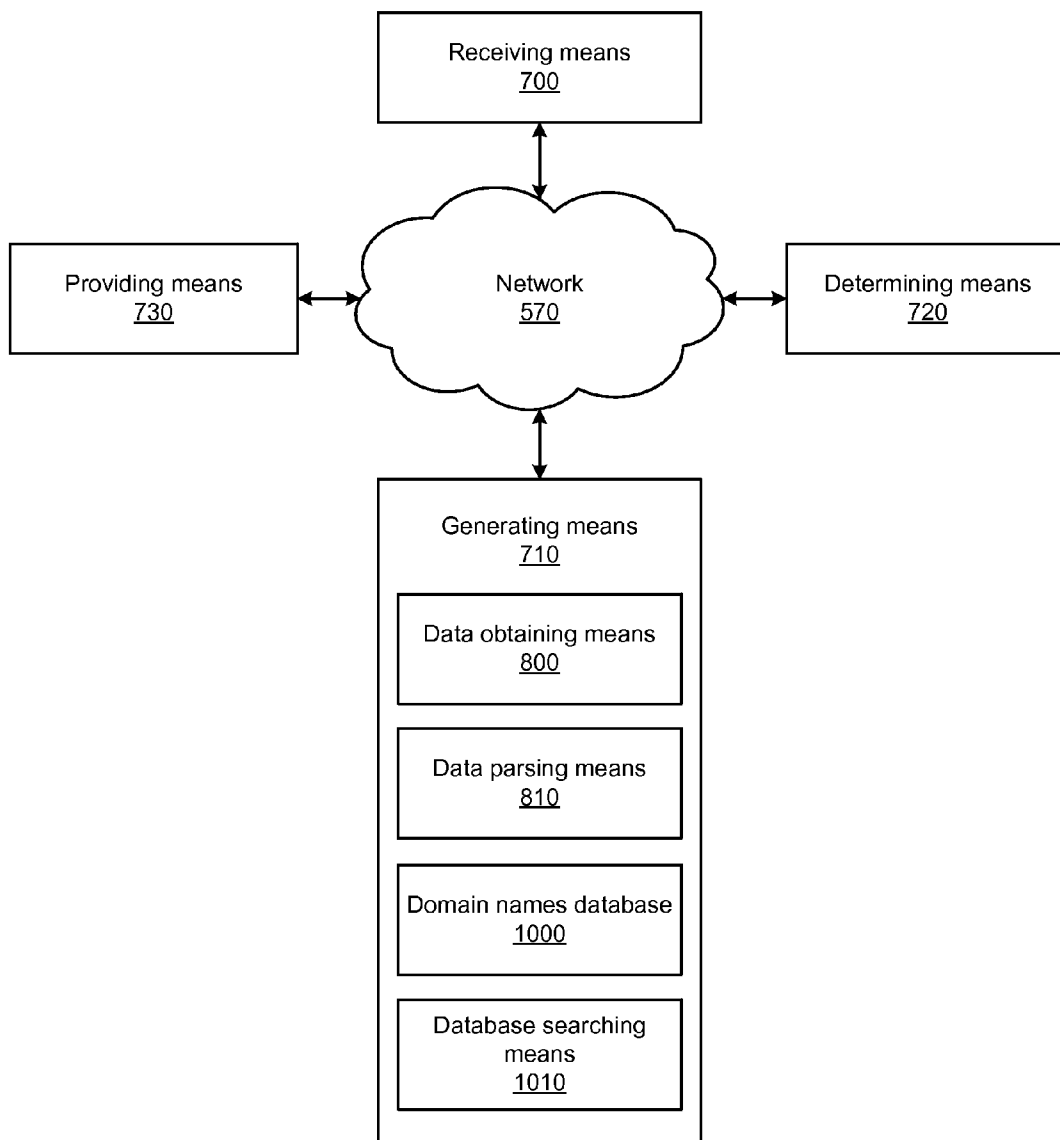 Receiving means
700
Providing means
730
Network
570
Determining means
720
Generating means
710
Data obtaining means
800
Data parsing means
810
Domain names database
1000
Database searching
means
1010